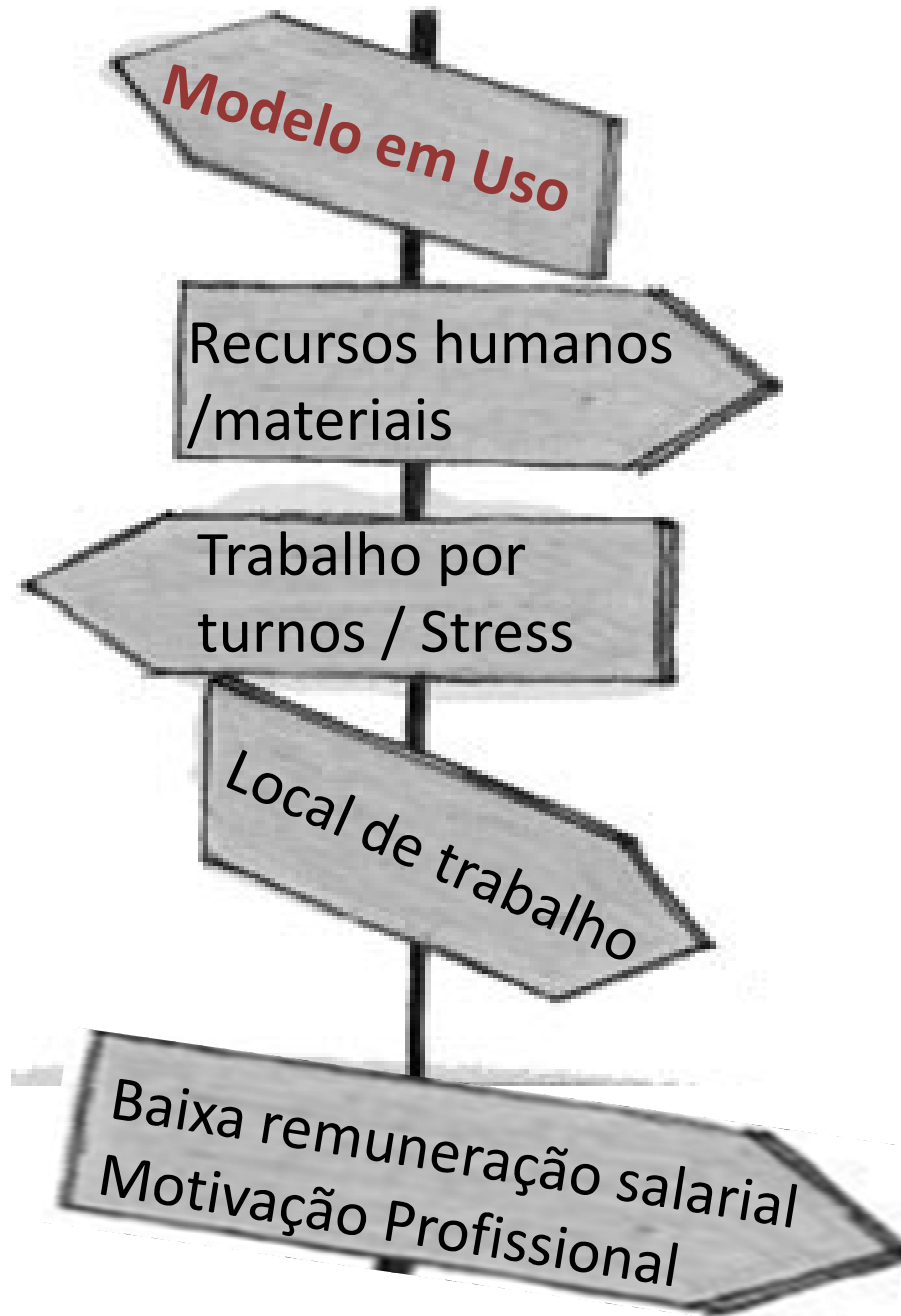 Modelo em Uso
Recursos humanos
/materiais
Trabalho por
turnos / Stress
Local de trabalho
Baixa remuneração salarial
Motivação Profissional